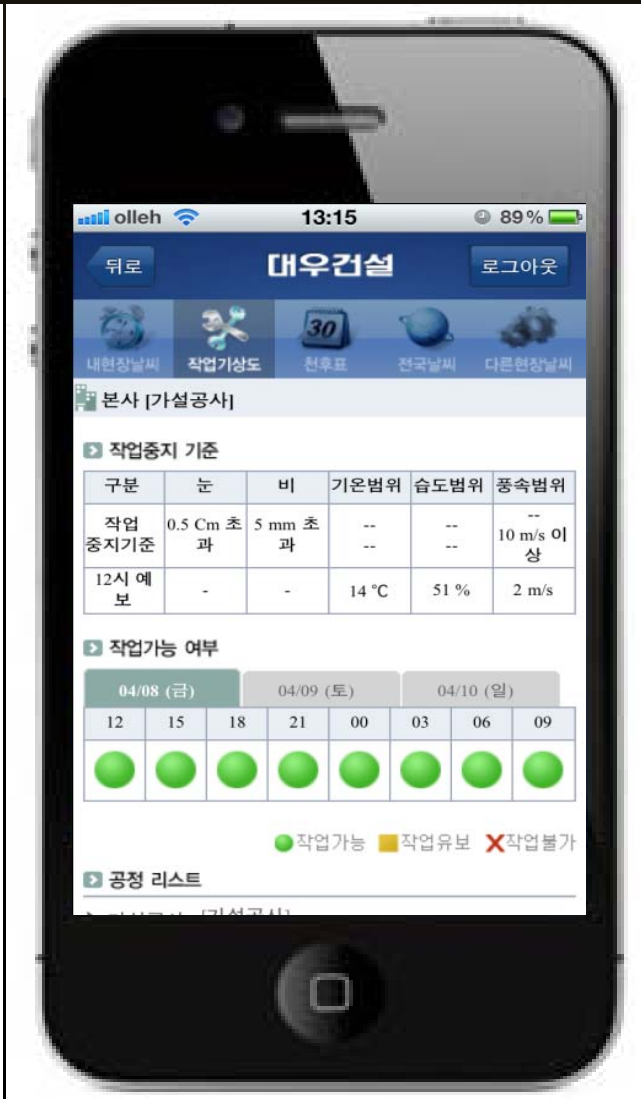 olleh 13:15 89%
뒤로 대우건설 로그아웃
30
내현장날씨 작업기상도 천후표 전국날씨 다른현장날씨
본사 [가설공사]
작업중지 기준
구분 눈 비 기온범위 습도범위 풍속범위
작업
중지기준
0.5 Cm 초
과
5 mm 초
과
--
--
--
--
--
10 m/s 이
상
12시 예
보
- - 14 ℃ 51 % 2 m/s
작업가능 여부
04/08 (금) 04/09 (토) 04/10 (일)
12 15 18 21 00 03 06 09
작업가능 작업유보 작업불가
공정 리스트
[가설공사]